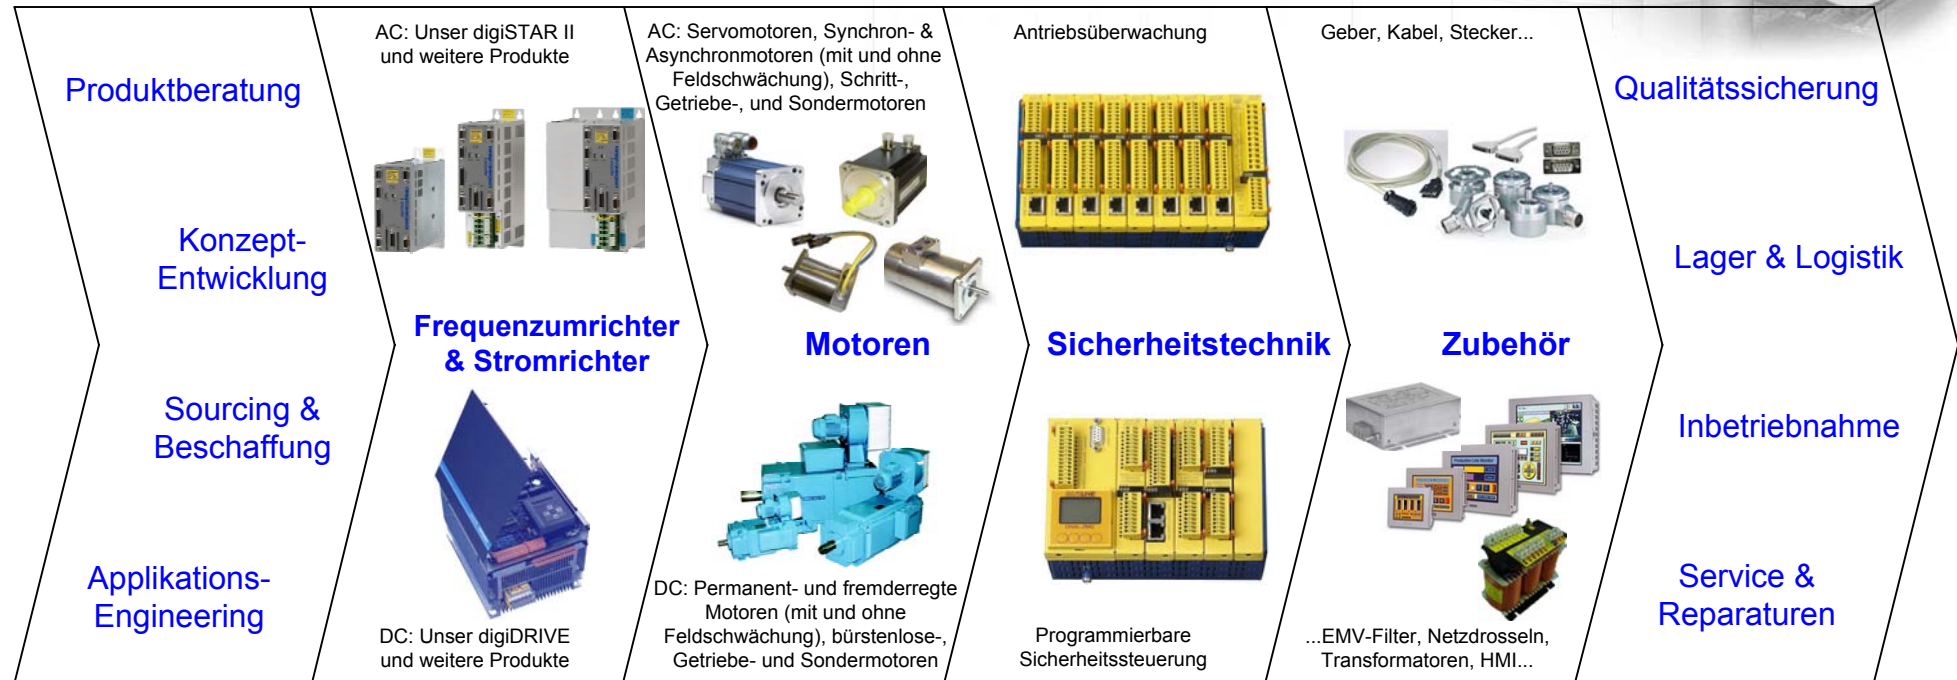 Produktberatung
Konzept-
Entwicklung
Sourcing &
Beschaffung
Applikations-
Engineering
AC: Unser digiSTAR II
und weitere Produkte
Frequenzumrichter
& Stromrichter
DC: Unser digiDRIVE
und weitere Produkte
AC: Servomotoren, Synchron- &
Asynchronmotoren (mit und ohne
Feldschwächung), Schritt-,
Getriebe-, und Sondermotoren
Motoren
DC: Permanent- und fremderregte
Motoren (mit und ohne
Feldschwächung), bürstenlose-,
Getriebe- und Sondermotoren
Antriebsüberwachung
Sicherheitstechnik
Programmierbare
Sicherheitssteuerung
Geber, Kabel, Stecker...
Zubehör
...EMV-Filter, Netzdrosseln,
Transformatoren, HMI...
Qualitätssicherung
Lager & Logistik
Inbetriebnahme
Service &
Reparaturen